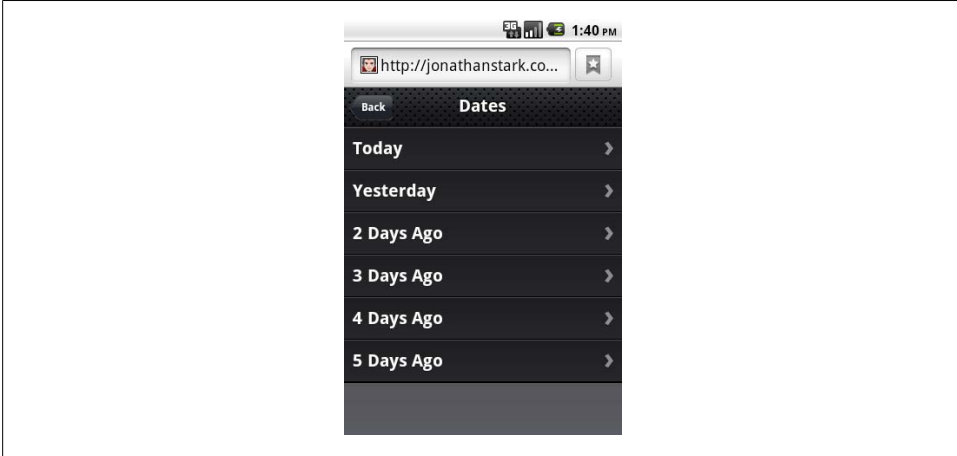 3G 1:40 PM
http://jonathanstark.co...
Back Dates
Today
Yesterday
2 Days Ago
3 Days Ago
4 Days Ago
5 Days Ago